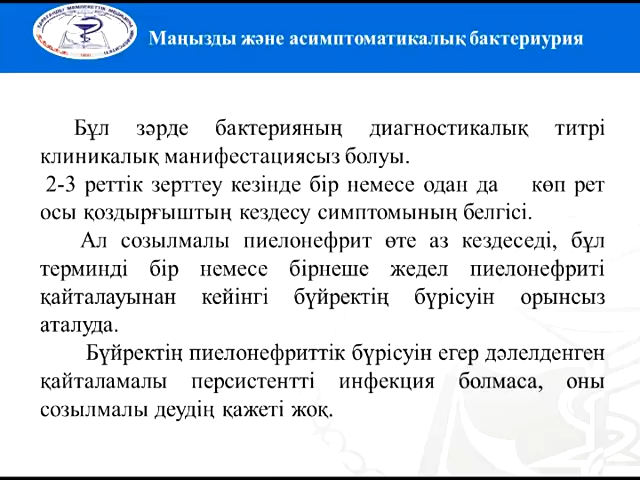 Маңызды және асимптоматикалық бактериурия
Бұл зәрде бактерияның диагностикалық титрі
клиникалық манифестациясыз болуы.
2-3 реттік зерттеу кезінде бір немесе одан да көп рет
осы қоздырғыштың кездесу симптомының белгісі.
Ал созылмалы пиелонефрит өте аз кездеседі, бұл
терминді бір немесе бірнеше жедел пиелонефриті
қайталауынан кейінгі бүйректің бүрісуін орынсыз
аталуда.
Бүйректің пиелонефриттік бүрісуін егер дәлелденген
қайталамалы персистентті инфекция болмаса, оны
созылмалы деудің қажеті жоқ.